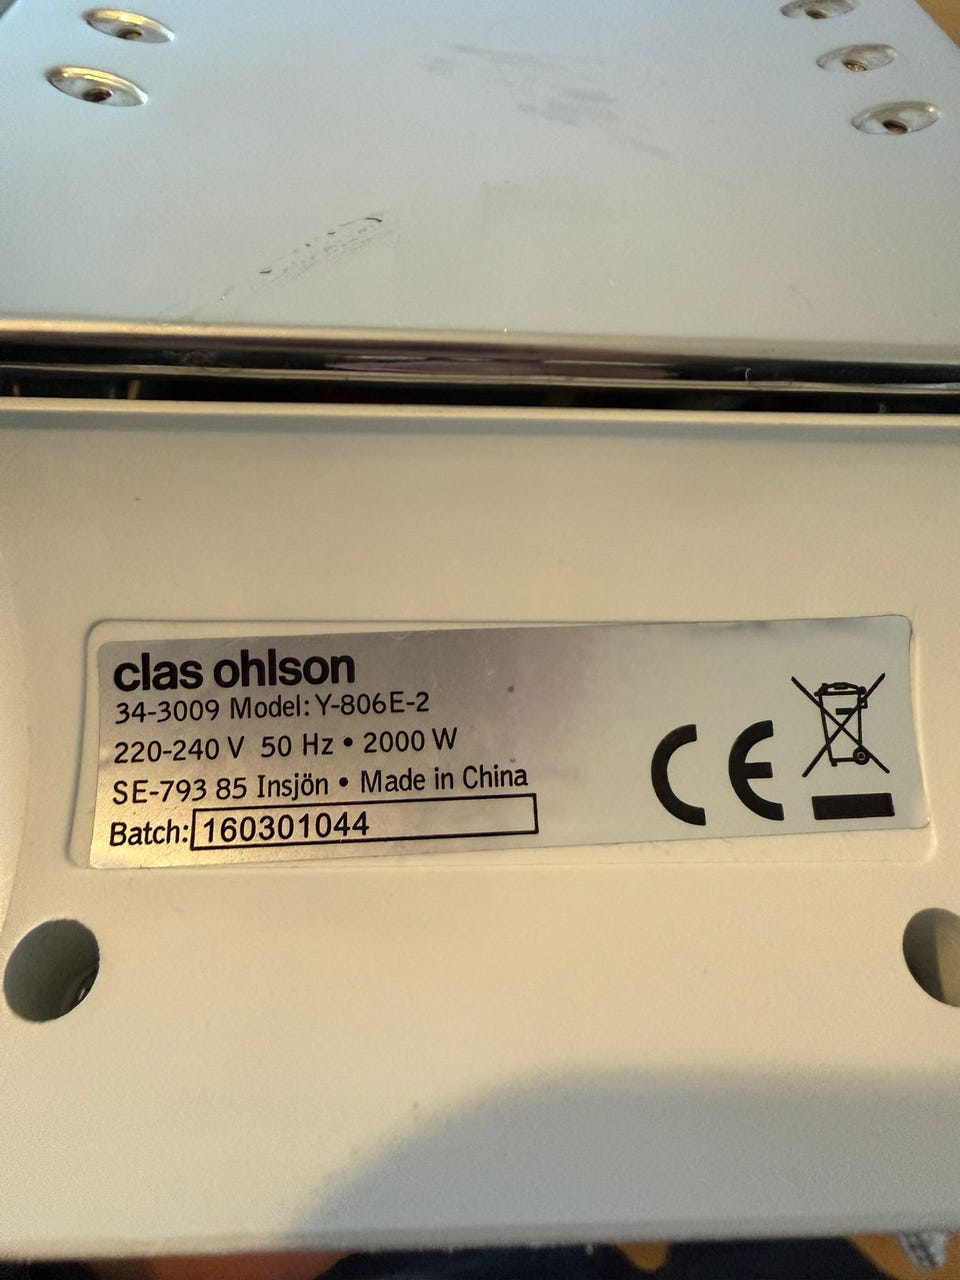 clas ohlson
34-3009 Model: Y-806E-2
220-240 V 50 Hz • 2000 W
SE-793 85 Insjön • Made in China
Batch: 160301044
CE